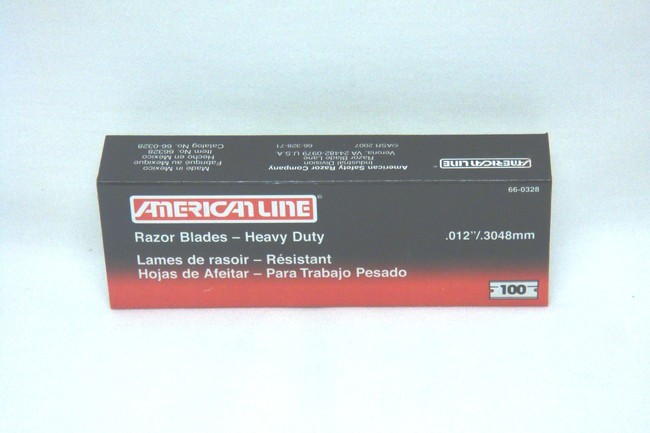 American Safety Razor Company
Industrial Division
Razor Blade Lane
Verona, VA 24482-0979 U.S.A
66-328-71
©ASR 2007
Made in Mexico
Hecho en Mexico
Fabriqué au Mexique
Item No. 66328
Catalog No. 66-0328
AMERICAN LINE
66-0328
AMERICAN LINE®
Razor Blades – Heavy Duty
.012"/.3048mm
Lames de rasoir – Résistant
Hojas de Afeitar – Para Trabajo Pesado
100